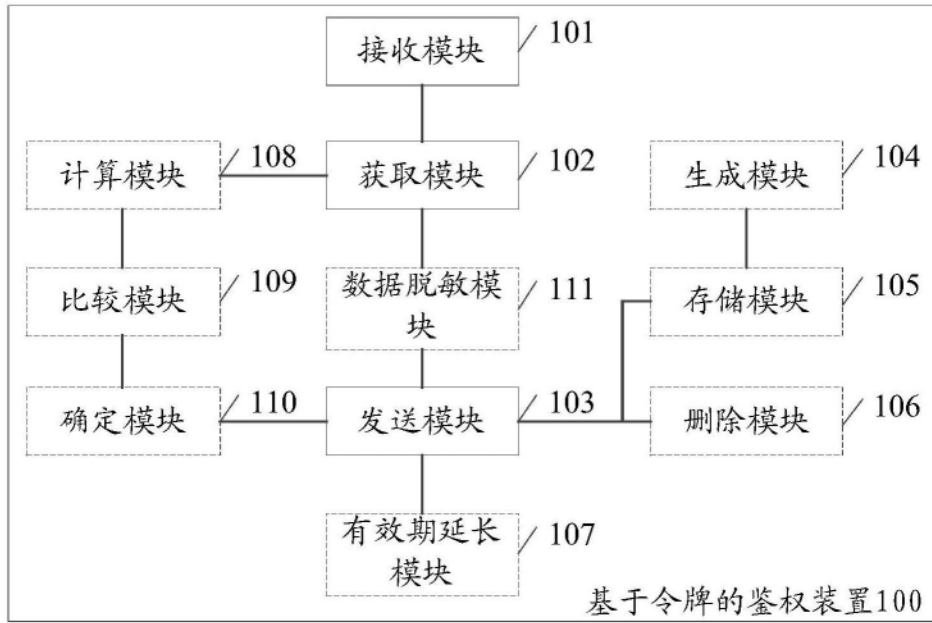 接收模块
101
计算模块
108
获取模块
102
生成模块
104
比较模块
109
数据脱敏模
块
111
存储模块
105
确定模块
110
发送模块
103
删除模块
106
有效期延长
模块
107
基于令牌的鉴权装置100